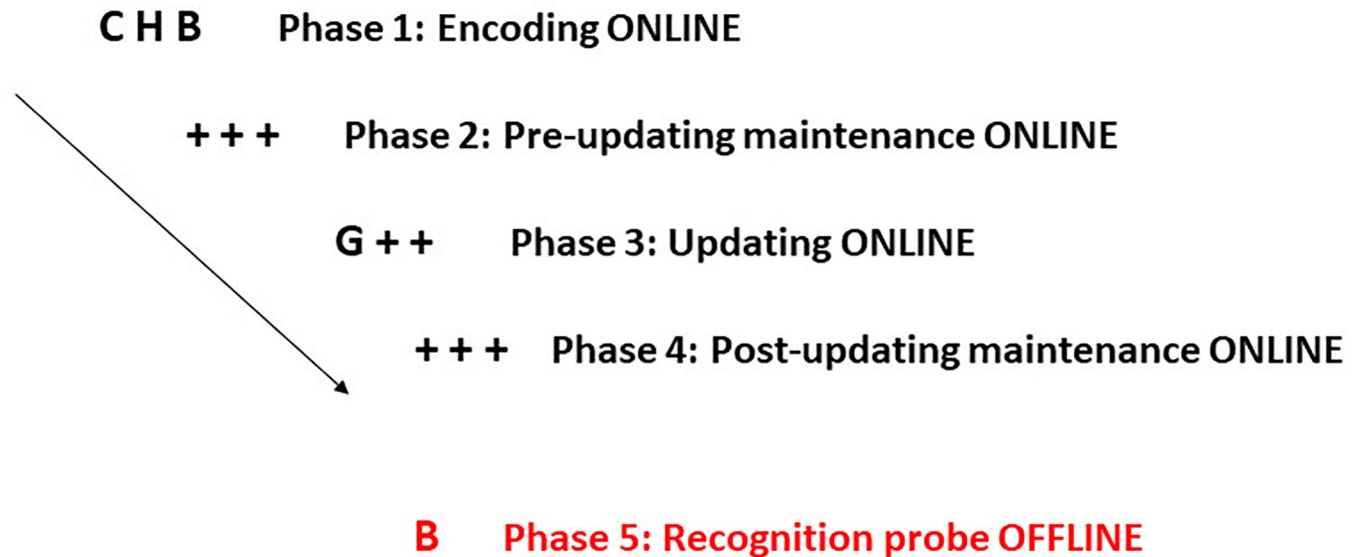 C H B Phase 1: Encoding ONLINE
+ + + Phase 2: Pre-updating maintenance ONLINE
G + + Phase 3: Updating ONLINE
+ + + Phase 4: Post-updating maintenance ONLINE
B Phase 5: Recognition probe OFFLINE